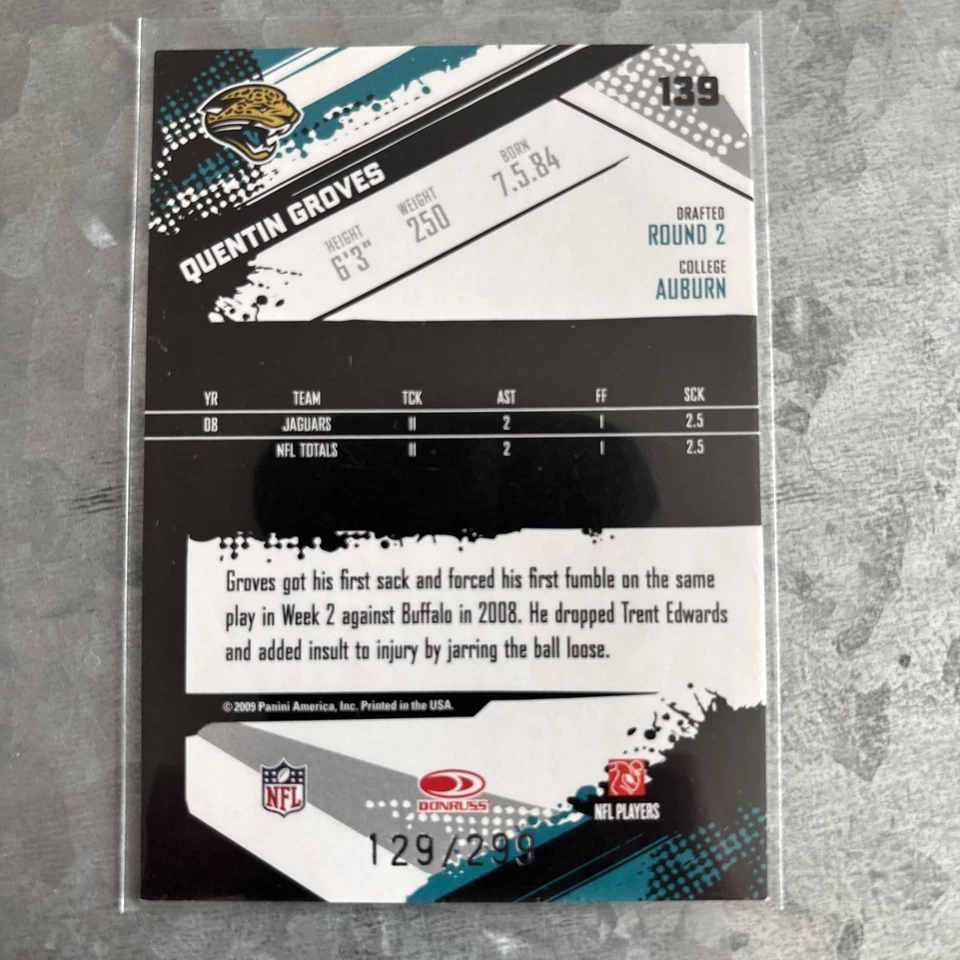 139
QUENTIN GROVES
HEIGHT
6'3"
WEIGHT
250
BORN
7.5.84
DRAFTED
ROUND 2
COLLEGE
AUBURN
YR TEAM TCK AST FF SCK
08 JAGUARS 11 2 1 2.5
NFL TOTALS 11 2 1 2.5
Groves got his first sack and forced his first fumble on the same
play in Week 2 against Buffalo in 2008. He dropped Trent Edwards
and added insult to injury by jarring the ball loose.
©2009 Panini America, Inc. Printed in the USA.
NFL
DONRUSS
NFL PLAYERS
129/299